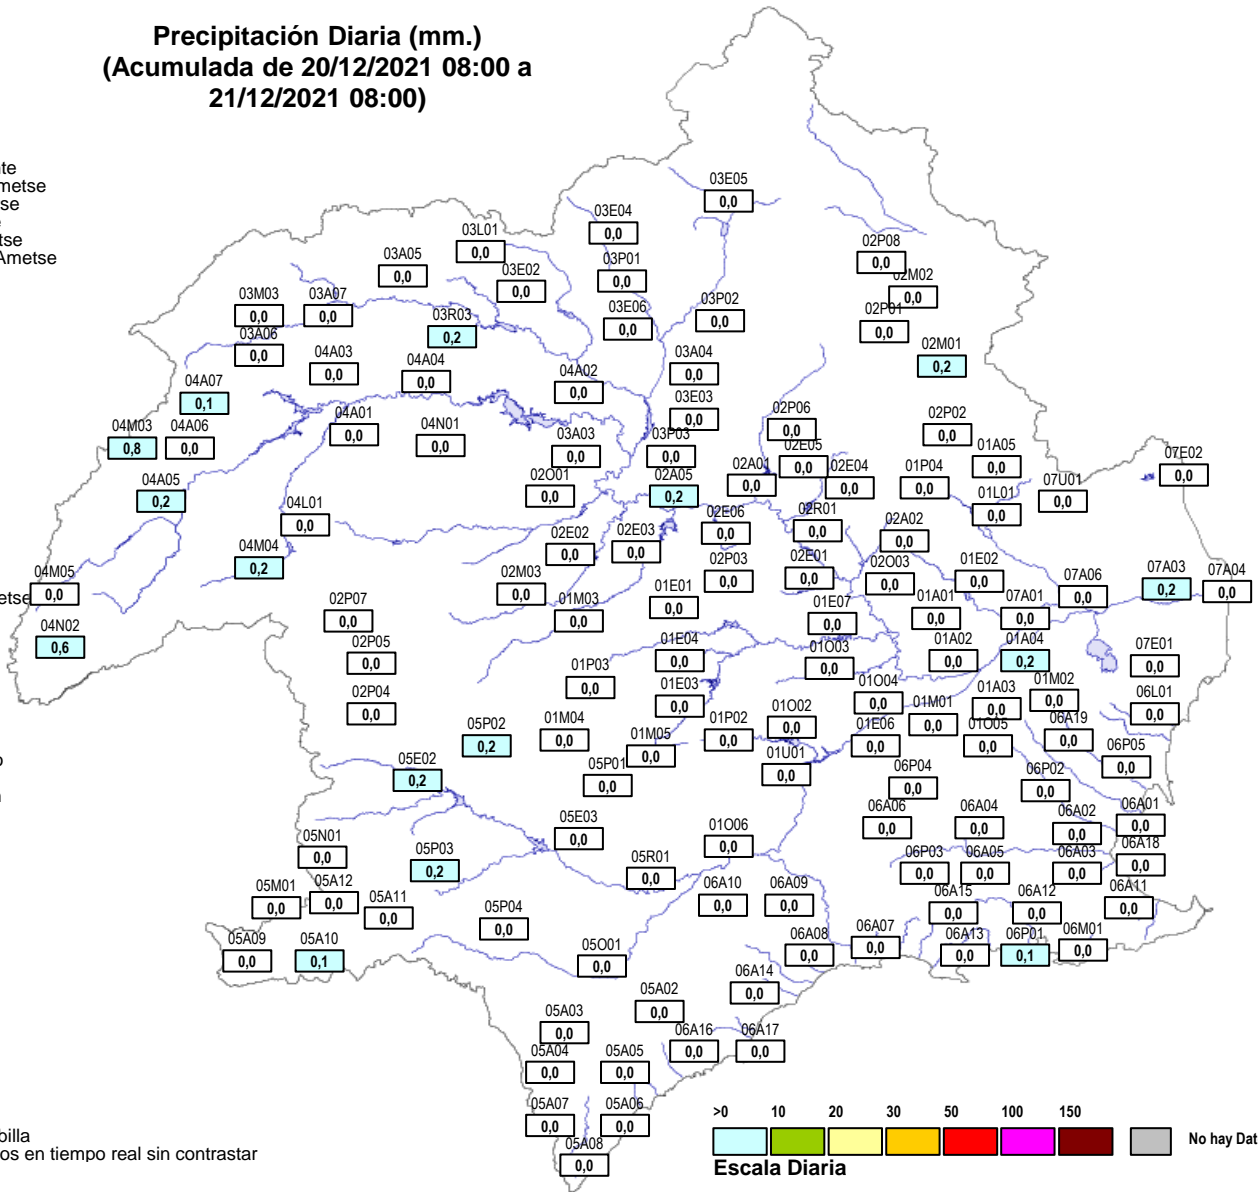 Precipitación Diaria (mm.)
(Acumulada de 20/12/2021 08:00 a
21/12/2021 08:00)
03E05
0,0
03E04
0,0
03L01
0,0
02P08
0,0
03A05
0,0
03P01
0,0
03E02
0,0
02M02
0,0
03M03
0,0
03A07
0,0
03R03
0,2
03E06
0,0
03P02
0,0
02P01
0,0
03A06
0,0
04A03
0,0
04A04
0,0
04A02
0,0
03A04
0,0
02M01
0,2
04A07
0,1
04A01
0,0
03E03
0,0
02P06
0,0
02P02
0,0
04M03
0,8
04A06
0,0
04N01
0,0
03A03
0,0
03P03
0,0
02E05
0,0
01A05
0,0
07E02
0,0
04A05
0,2
02O01
0,0
02A05
0,2
02A01
0,0
02E04
0,0
01P04
0,0
07U01
0,0
04L01
0,0
01L01
0,0
02E06
0,0
02R01
0,0
02A02
0,0
02E02
0,0
02E03
0,0
04M04
0,2
04M05
0,0
02M03
0,0
02P03
0,0
02E01
0,0
02O03
0,0
01E02
0,0
07A06
0,0
07A03
0,2
07A04
0,0
02P07
0,0
01M03
0,0
01E01
0,0
01E07
0,0
01A01
0,0
07A01
0,0
04N02
0,6
02P05
0,0
01E04
0,0
01O03
0,0
01A02
0,0
01A04
0,2
07E01
0,0
02P04
0,0
01P03
0,0
01E03
0,0
01O04
0,0
01A03
0,0
01M02
0,0
06L01
0,0
05P02
0,2
01M04
0,0
01M05
0,0
01P02
0,0
01O02
0,0
01M01
0,0
01E06
0,0
01O05
0,0
06A19
0,0
05E02
0,2
05P01
0,0
01U01
0,0
06P04
0,0
06P02
0,0
06P05
0,0
05E03
0,0
01O06
0,0
06A06
0,0
06A04
0,0
06A02
0,0
06A01
0,0
05N01
0,0
05P03
0,2
05R01
0,0
06P03
0,0
06A05
0,0
06A03
0,0
06A18
0,0
05M01
0,0
05A12
0,0
05A11
0,0
06A10
0,0
06A09
0,0
06A15
0,0
06A12
0,0
06A11
0,0
05P04
0,0
05A09
0,0
05A10
0,1
05O01
0,0
06A08
0,0
06A07
0,0
06A13
0,0
06P01
0,1
06M01
0,0
05A02
0,0
06A14
0,0
05A03
0,0
06A16
0,0
06A17
0,0
05A04
0,0
05A05
0,0
05A07
0,0
05A06
0,0
05A08
0,0
>0 10 20 30 50 100 150
No hay Dat
Escala Diaria
nte
metse
se
tse
Ametse
etse
billa
os en tiempo real sin contrastar